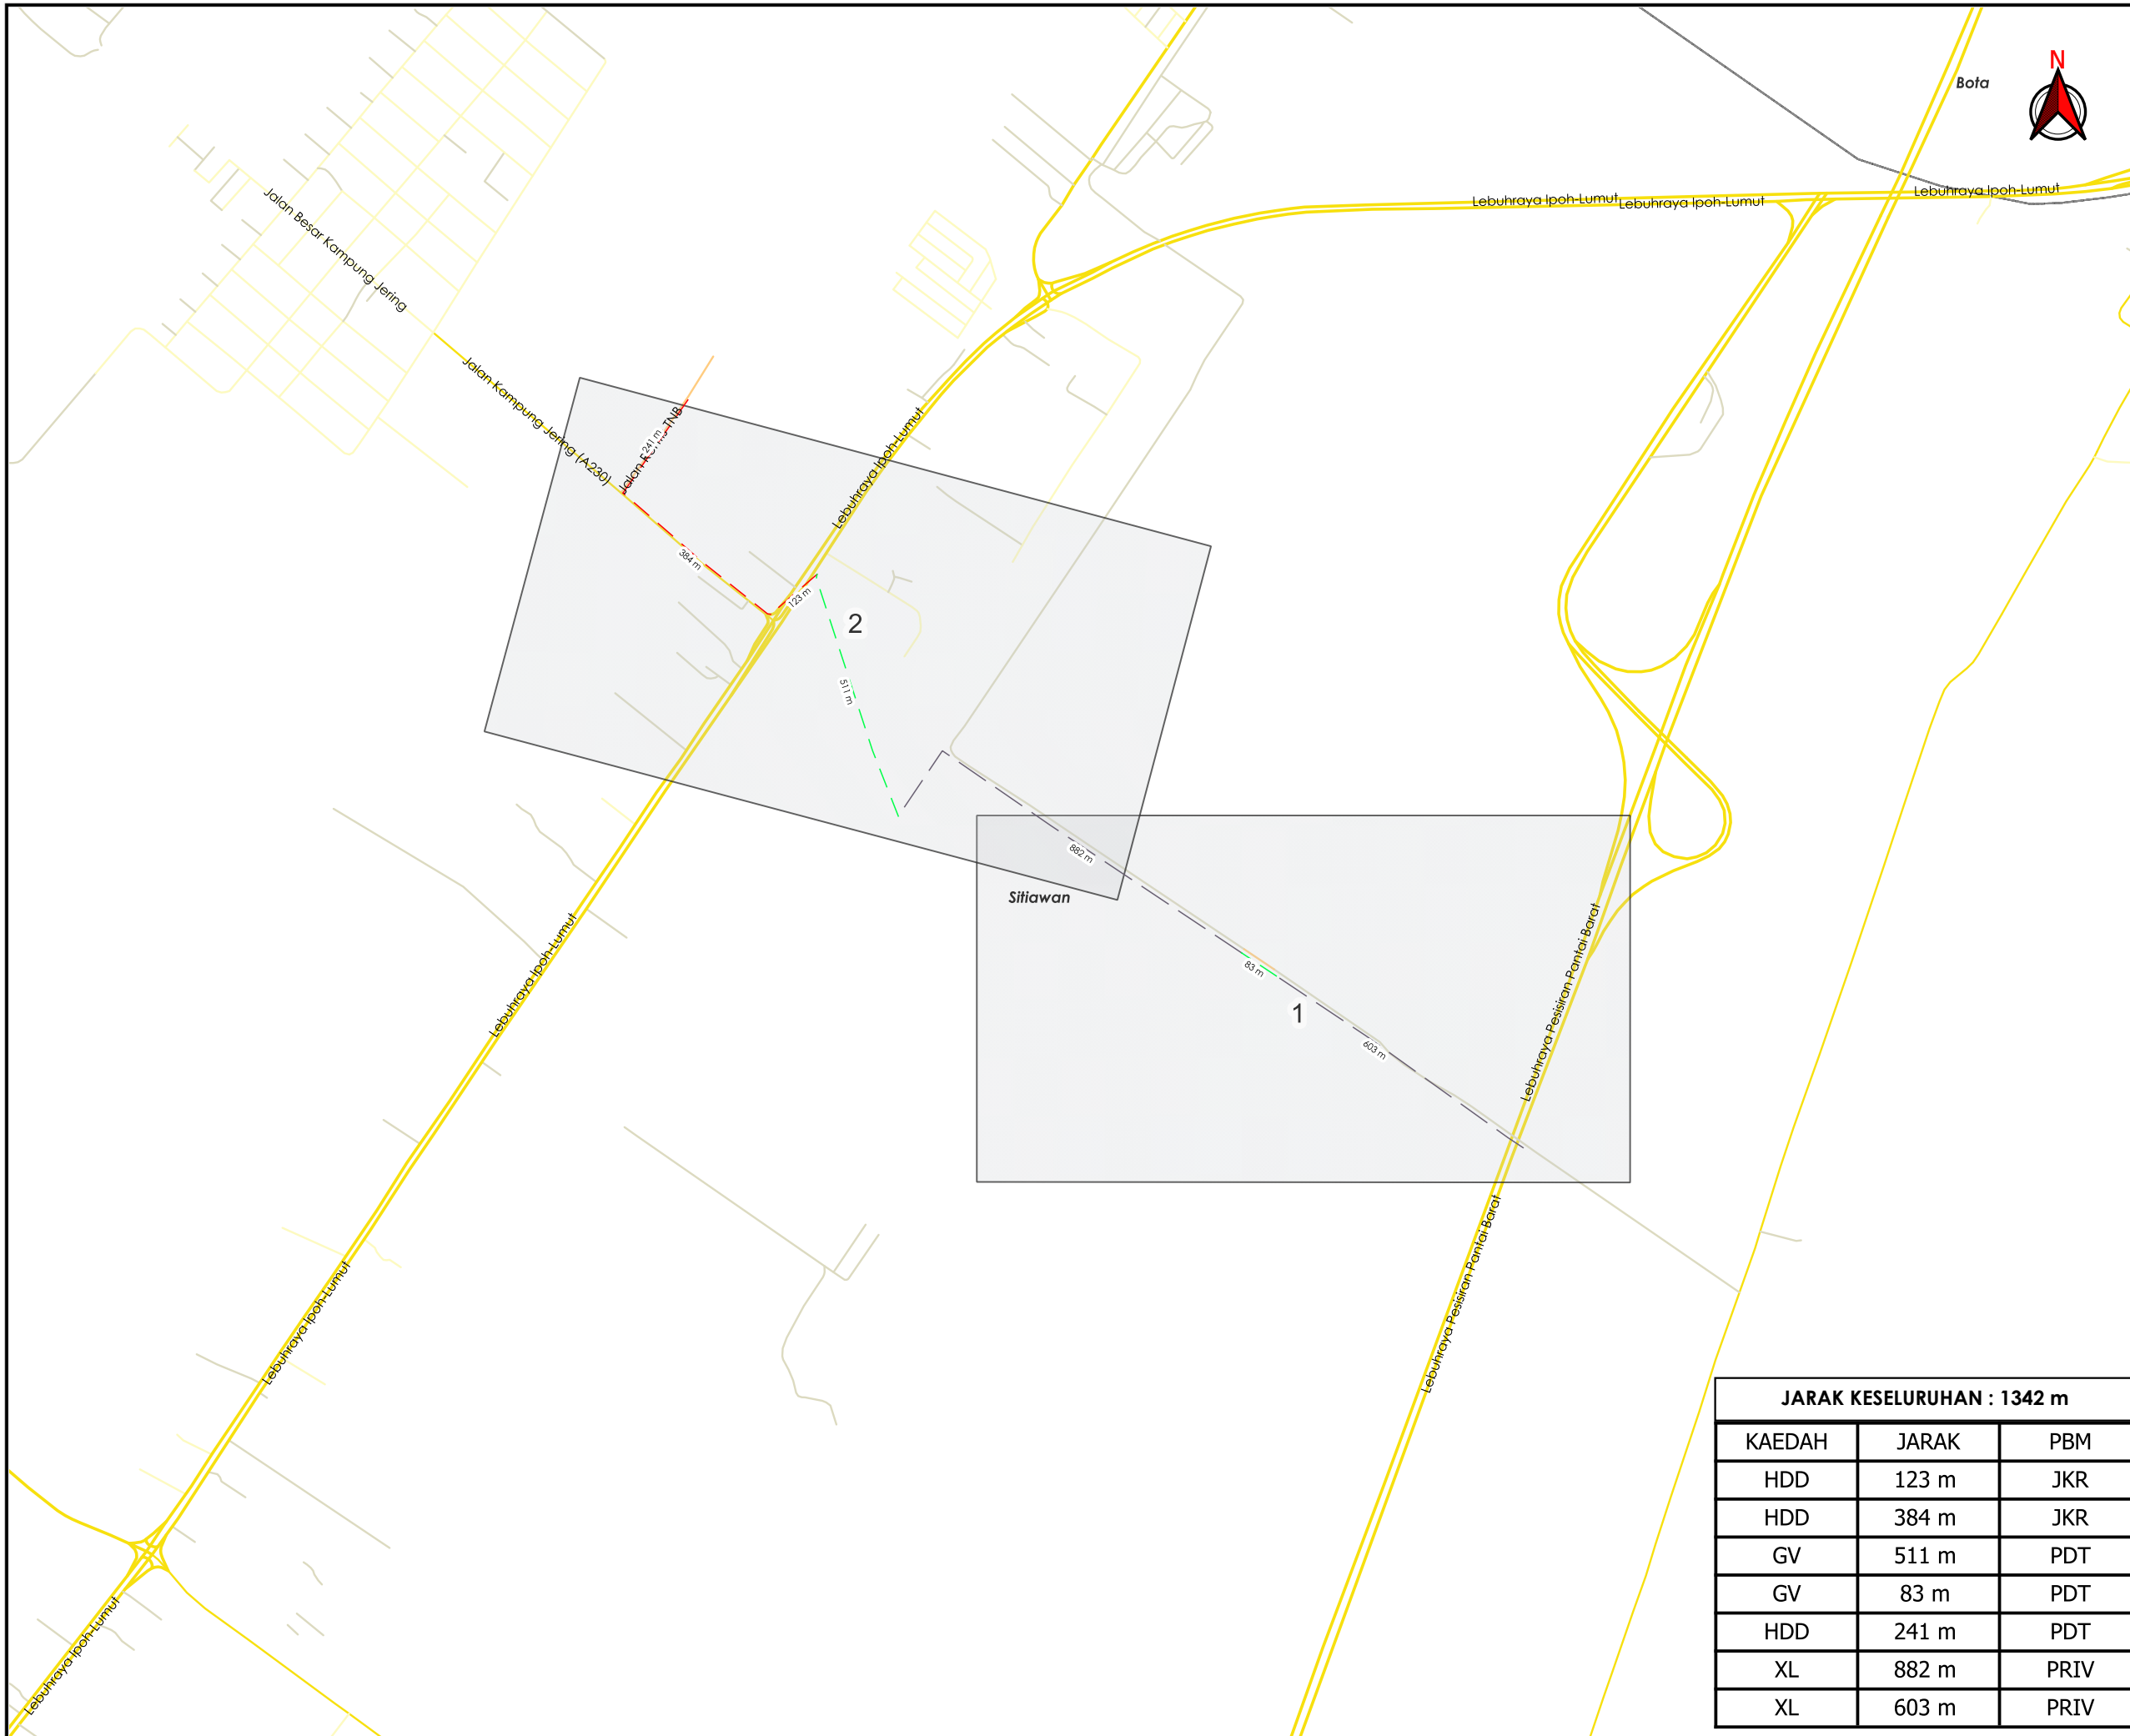 N
Bota
Lebuhraya Ipoh-Lumut
Lebuhraya Ipoh-Lumut
Lebuhraya Ipoh-Lumut
Jalan Besar Kampung Jering
Jalan Kampung Jering (A230)
Jalan TNB
241 m
Lebuhraya Ipoh-Lumut
384 m
123 m
2
511 m
882 m
Sitiawan
83 m
1
603 m
Lebuhraya Pesisiran Pantai Barat
Lebuhraya Ipoh-Lumut
Lebuhraya Pesisiran Pantai Barat
Lebuhraya Ipoh-Lumut
Lebuhraya Ipoh-Lumut
JARAK KESELURUHAN : 1342 m
KAEDAH JARAK PBM
HDD 123 m JKR
HDD 384 m JKR
GV 511 m PDT
GV 83 m PDT
HDD 241 m PDT
XL 882 m PRIV
XL 603 m PRIV